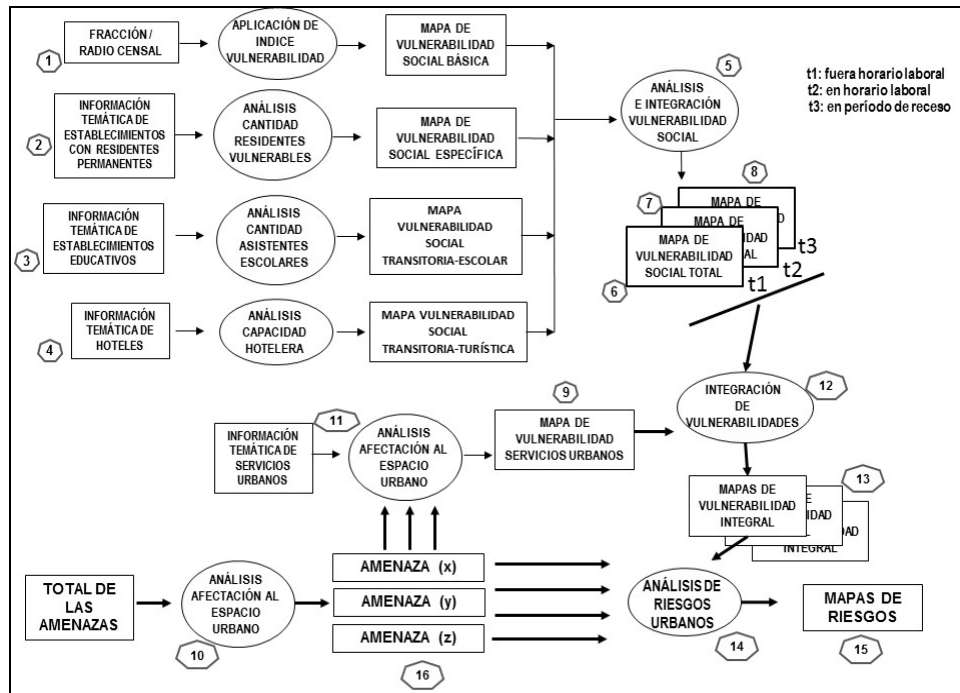 FRACCIÓN /
RADIO CENSAL
1
APLICACIÓN DE
INDICE
VULNERABILIDAD
MAPA DE
VULNERABILIDAD
SOCIAL BÁSICA
INFORMACIÓN
TEMÁTICA DE
ESTABLECIMIENTOS
CON RESIDENTES
PERMANENTES
2
ANÁLISIS
CANTIDAD
RESIDENTES
VULNERABLES
MAPA DE
VULNERABILIDAD
SOCIAL ESPECÍFICA
INFORMACIÓN
TEMÁTICA DE
ESTABLECIMIENTOS
EDUCATIVOS
3
ANÁLISIS
CANTIDAD
ASISTENTES
ESCOLARES
MAPA
VULNERABILIDAD
SOCIAL
TRANSITORIA-ESCOLAR
INFORMACIÓN
TEMÁTICA DE
HOTELES
4
ANÁLISIS
CAPACIDAD
HOTELERA
MAPA VULNERABILIDAD
SOCIAL
TRANSITORIA-TURÍSTICA
5
ANÁLISIS
E INTEGRACIÓN
VULNERABILIDAD
SOCIAL
t1: fuera horario laboral
t2: en horario laboral
t3: en período de receso
8
MAPA DE
t3
7
MAPA DE
t2
MAPA DE
VULNERABILIDAD
SOCIAL TOTAL
6
t1
12
INTEGRACIÓN
DE
VULNERABILIDADES
9
MAPA DE
VULNERABILIDAD
SERVICIOS URBANOS
11
INFORMACIÓN
TEMÁTICA DE
SERVICIOS
URBANOS
ANÁLISIS
AFECTACIÓN AL
ESPACIO
URBANO
13
MAPAS DE
VULNERABILIDAD
INTEGRAL
INTEGRAL
TOTAL DE
LAS
AMENAZAS
ANÁLISIS
AFECTACIÓN AL
ESPACIO
URBANO
10
AMENAZA (x)
AMENAZA (y)
AMENAZA (z)
16
ANÁLISIS DE
RIESGOS
URBANOS
14
MAPAS DE
RIESGOS
15